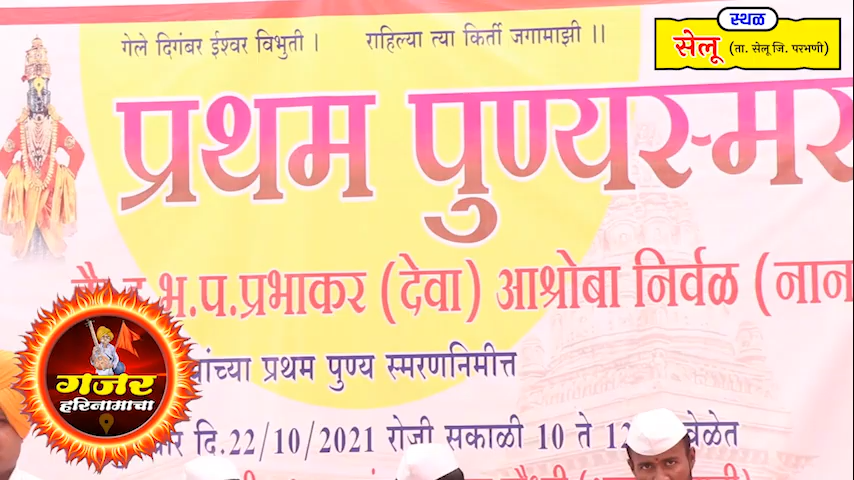 गेले दिगंबर ईश्वर विभुती । राहिल्या त्या किर्ती जगामाझी ।।
स्थळ
सेलू (ता. सेलू जि. परभणी)
प्रथम पुण्यस्मर
भ.प.प्रभाकर (देवा) आश्रोबा निर्वळ (नाना
यांच्या प्रथम पुण्य स्मरणनिमीत्त
दि.22/10/2021 रोजी सकाळी 10 ते 12 वेळेत
गजर
हरिनामाचा